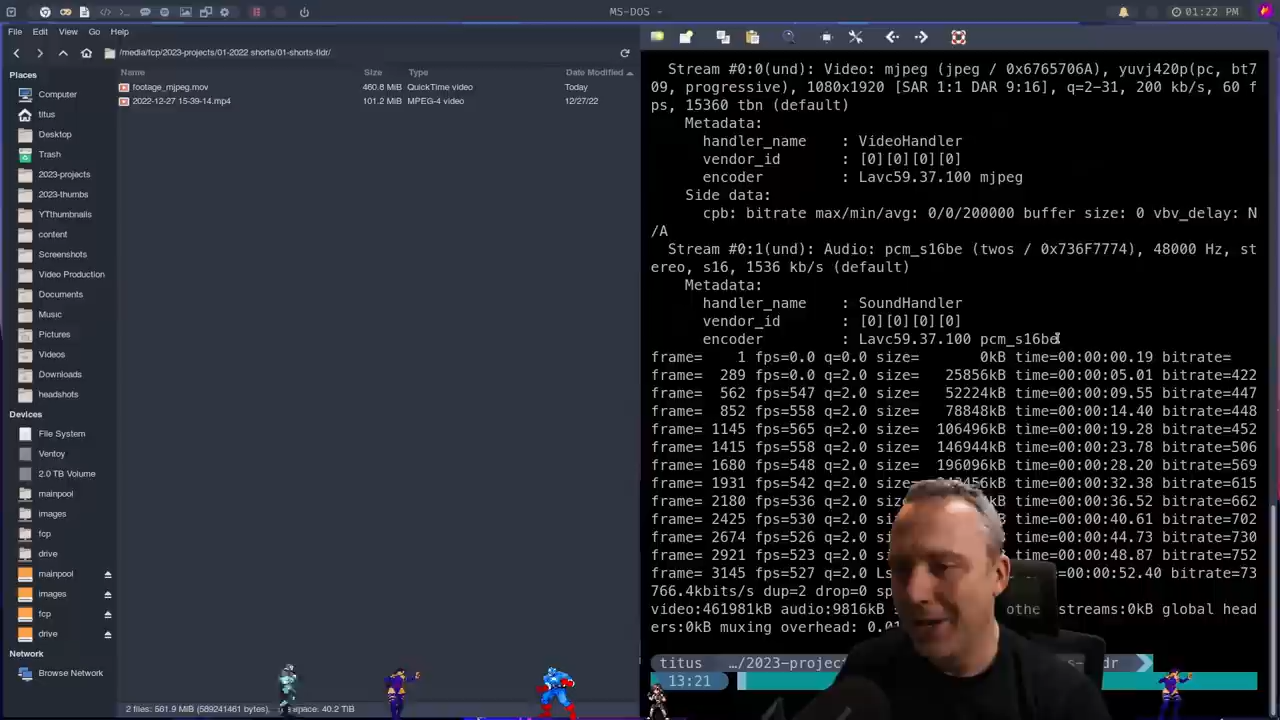 MS-DOS -
01:22 PM
File Edit View Go Help
/media/fcp/2023-projects/01-2022 shorts/01-shorts-tldr/
Places
Computer
titus
Desktop
Trash
2023-projects
2023-thumbs
YTthumbnails
content
Screenshots
Video Production
Documents
Music
Pictures
Videos
Downloads
headshots
Devices
File System
Ventoy
2.0 TB Volume
mainpool
images
fcp
drive
mainpool
images
fcp
drive
Network
Browse Network
Name Size Type Date Modified
footage_mjpeg.mov 460.8 MiB QuickTime video Today
2022-12-27 15-39-14.mp4 101.2 MiB MPEG-4 video 12/27/22
2 files: 561.9 MiB (589241461 bytes), space: 40.2 TiB
Stream #0:0(und): Video: mjpeg (jpeg / 0x6765706A), yuvj420p(pc, bt7
09, progressive), 1080x1920 [SAR 1:1 DAR 9:16], q=2-31, 200 kb/s, 60 f
ps, 15360 tbn (default)
Metadata:
handler_name : VideoHandler
vendor_id : [0][0][0][0]
encoder : Lavc59.37.100 mjpeg
Side data:
cpb: bitrate max/min/avg: 0/0/200000 buffer size: 0 vbv_delay: N
/A
Stream #0:1(und): Audio: pcm_s16be (twos / 0x736F7774), 48000 Hz, st
ereo, s16, 1536 kb/s (default)
Metadata:
handler_name : SoundHandler
vendor_id : [0][0][0][0]
encoder : Lavc59.37.100 pcm_s16be
frame= 1 fps=0.0 q=0.0 size= 0kB time=00:00:00.19 bitrate=
frame= 289 fps=0.0 q=2.0 size= 25856kB time=00:00:05.01 bitrate=422
frame= 562 fps=547 q=2.0 size= 52224kB time=00:00:09.55 bitrate=447
frame= 852 fps=558 q=2.0 size= 78848kB time=00:00:14.40 bitrate=448
frame= 1145 fps=565 q=2.0 size= 106496kB time=00:00:19.28 bitrate=452
frame= 1415 fps=558 q=2.0 size= 146944kB time=00:00:23.78 bitrate=506
frame= 1680 fps=548 q=2.0 size= 196096kB time=00:00:28.20 bitrate=569
frame= 1931 fps=542 q=2.0 size= time=00:00:32.38 bitrate=615
frame= 2180 fps=536 q=2.0 size= time=00:00:36.52 bitrate=662
frame= 2425 fps=530 q=2.0 size= time=00:00:40.61 bitrate=702
frame= 2674 fps=526 q=2.0 size= time=00:00:44.73 bitrate=730
frame= 2921 fps=523 q=2.0 size= time=00:00:48.87 bitrate=752
frame= 3145 fps=527 q=2.0 Ls =00:00:52.40 bitrate=73
766.4kbits/s dup=2 drop=0 sp
video:461981kB audio:9816kB s othe streams:0kB global head
ers:0kB muxing overhead: 0.01
titus …/2023-project s-tldr
13:21